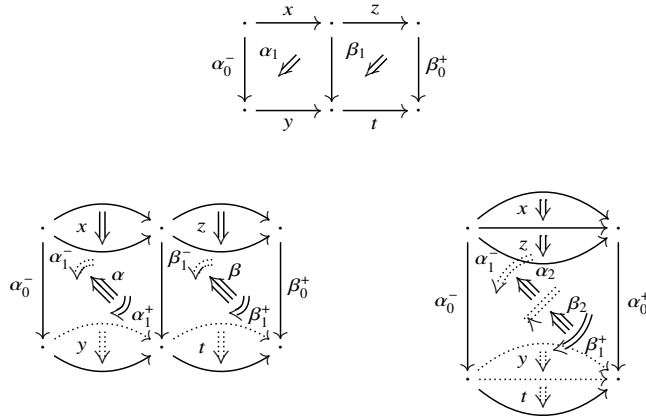 x z
α₀⁻ α₁ β₁ β₀⁺
y t
x z x
α₁⁻ α β₁⁻ β z α₁⁻ α₂
α₀⁻ α₁⁺ β₁⁺ β₀⁺ α₀⁻ β₂ α₀⁺
y t β₁⁺
y
t